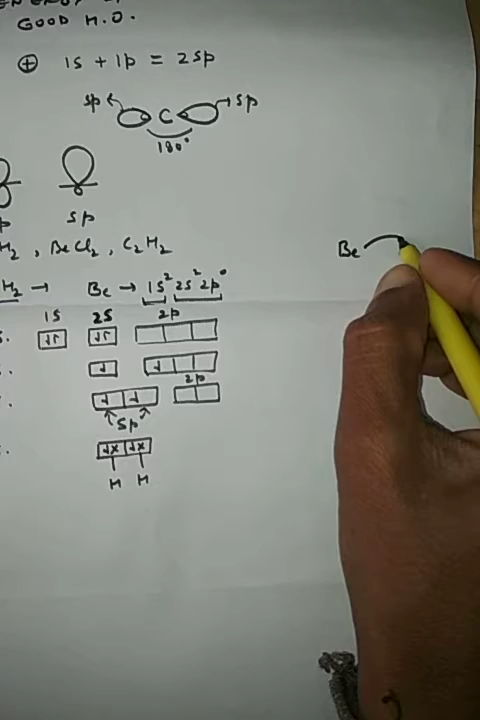 GOOD M.O.
⊕ 1s + 1p = 2sp
sp C sp
180°
sp
H₂ , BeCl₂ , C₂H₂
H₂ → Be → 1s² 2s² 2p⁰
Be
1s 2s 2p
2p
sp
H H